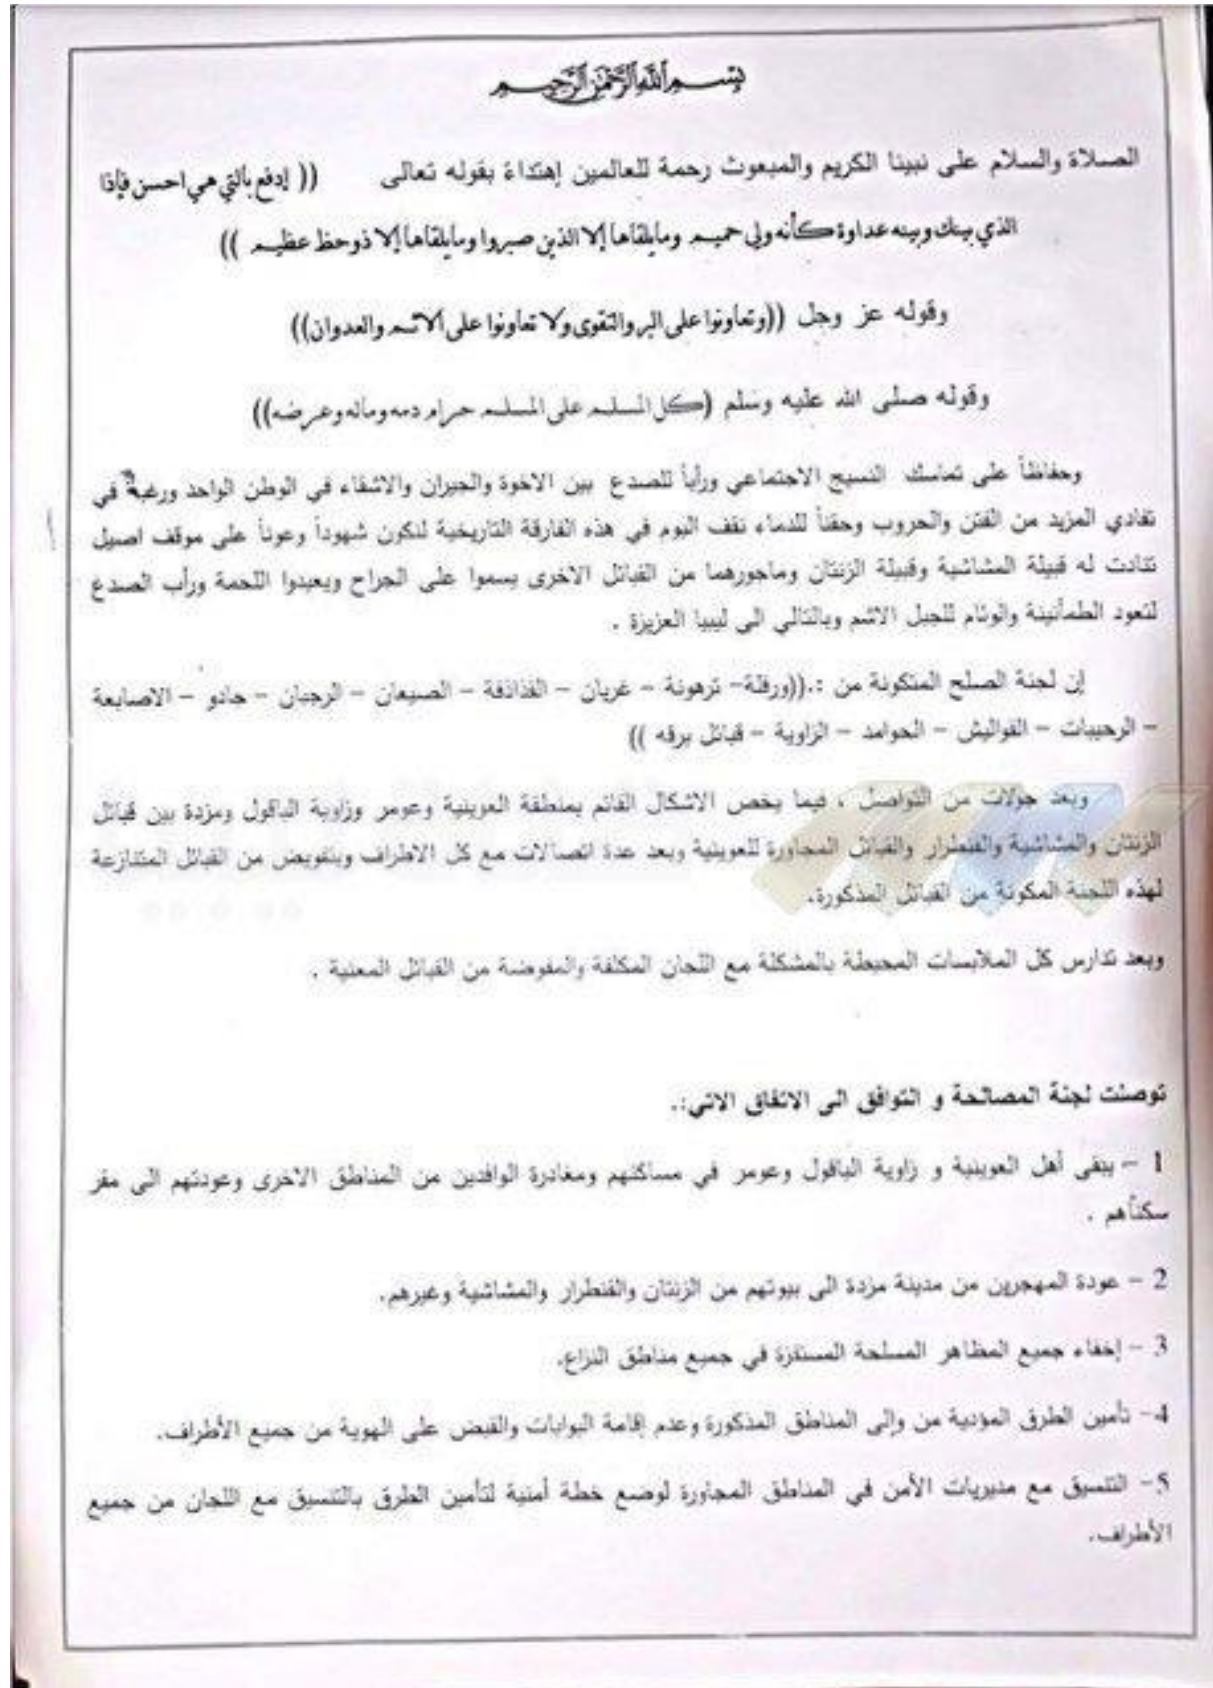 بسم الله الرحمن الرحيم
الصلاة والسلام على نبينا الكريم والمبعوث رحمة للعالمين إهتداءً بقوله تعالى (( إدفع بالتي هي احسن فإذا
الذي بينك وبينه عداوة كأنه ولي حميم ومايلقاها إلا الذين صبروا ومايلقاها إلا ذو حظ عظيم ))
وقوله عز وجل ((وتعاونوا على البر والتقوى ولا تعاونوا على الاثم والعدوان))
وقوله صلى الله عليه وسلم (كل المسلم على المسلم حرام دمه وماله وعرضه))
وحفاظاً على تماسك النسيج الاجتماعي ورأباً للصدع بين الاخوة والجيران والاشقاء في الوطن الواحد ورغبة في
تفادي المزيد من الفتن والحروب وحقناً للدماء نقف اليوم في هذه الفارقة التاريخية لنكون شهوداً وعوناً على موقف اصيل
تنادت له قبيلة المشاشية وقبيلة الزنتان وماجورهما من القبائل الاخرى يسموا على الجراح ويعيدوا اللحمة ورأب الصدع
لتعود الطمأنينة والوئام للجبل الاشم وبالتالي الى ليبيا العزيزة .
إن لجنة الصلح المتكونة من :.((ورفلة– ترهونة – غريان – القذاذفة – الصيعان – الرجبان – جادو – الاصابعة
– الرحيبات – القواليش – الحوامد – الزاوية – قبائل برقه ))
وبعد جولات من التواصل ، فيما يخص الاشكال القائم بمنطقة العوينية وعومر وزاوية الباقول ومزدة بين قبائل
الزنتان والمشاشية والقنطرار والقبائل المجاورة للعوينية وبعد عدة اتصالات مع كل الاطراف وبتفويض من القبائل المتنازعة
لهذه اللجنة المكونة من القبائل المذكورة.
وبعد تدارس كل الملابسات المحيطة بالمشكلة مع اللجان المكلفة والمفوضة من القبائل المعنية .
توصلت لجنة المصالحة و التوافق الى الاتفاق الاتي:.
1 – يبقى أهل العوينية و زاوية الباقول وعومر في مساكنهم ومغادرة الوافدين من المناطق الاخرى وعودتهم الى مقر
سكنأهم .
2 – عودة المهجرين من مدينة مزدة الى بيوتهم من الزنتان والقنطرار والمشاشية وغيرهم.
3 – إخفاء جميع المظاهر المسلحة المستفزة في جميع مناطق النزاع.
4– تأمين الطرق المؤدية من وإلى المناطق المذكورة وعدم إقامة البوابات والقبض على الهوية من جميع الأطراف.
5– التنسيق مع مديريات الأمن في المناطق المجاورة لوضع خطة أمنية لتأمين الطرق بالتنسيق مع اللجان من جميع
الأطراف.